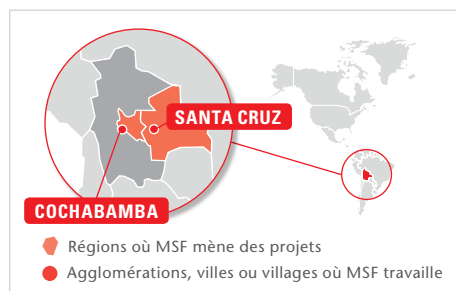 SANTA CRUZ
COCHABAMBA
Régions où MSF mène des projets
Agglomérations, villes ou villages où MSF travaille